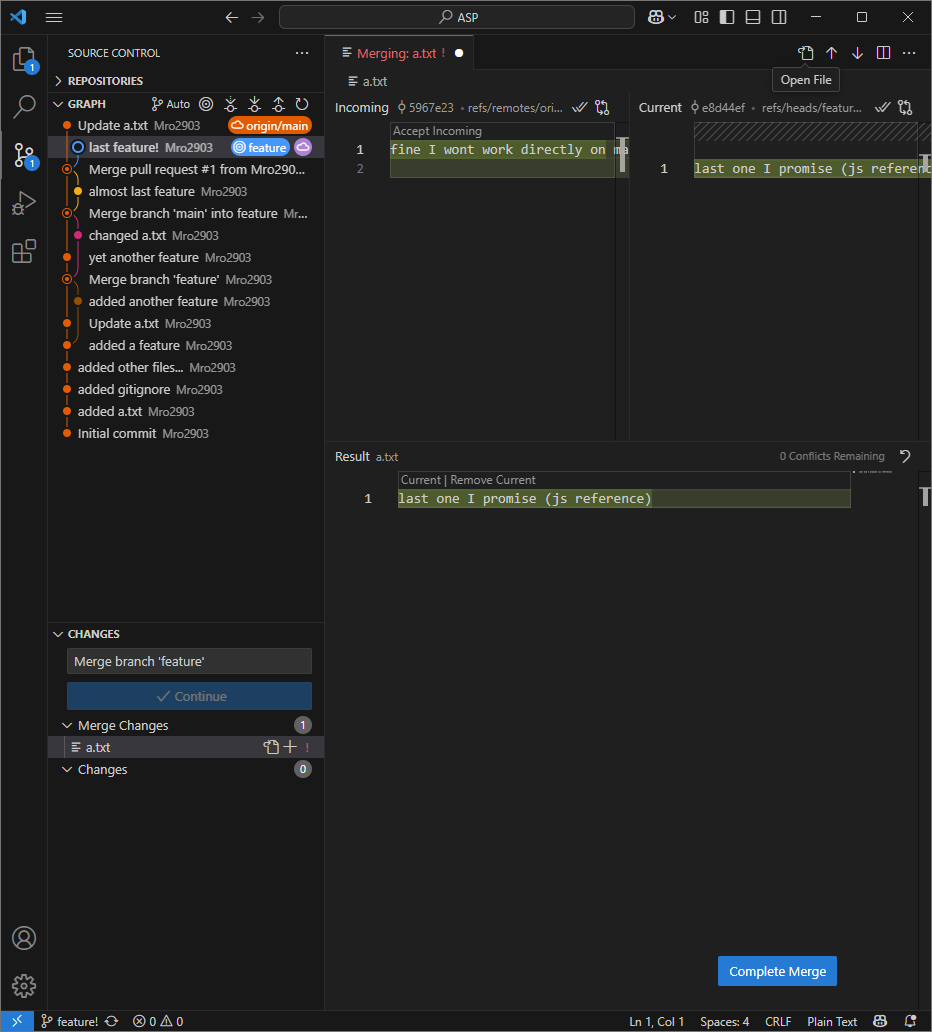 ASP
SOURCE CONTROL
REPOSITORIES
GRAPH
Auto
Update a.txt Mro2903 origin/main
last feature! Mro2903 feature
Merge pull request #1 from Mro290...
almost last feature Mro2903
Merge branch 'main' into feature Mr...
changed a.txt Mro2903
yet another feature Mro2903
Merge branch 'feature' Mro2903
added another feature Mro2903
Update a.txt Mro2903
added a feature Mro2903
added other files... Mro2903
added gitignore Mro2903
added a.txt Mro2903
Initial commit Mro2903
CHANGES
Merge branch 'feature'
Continue
Merge Changes 1
a.txt !
Changes 0
Merging: a.txt !
Open File
a.txt
Incoming 5967e23 • refs/remotes/ori...
Accept Incoming
1 fine I wont work directly on ma
2
Current e8d44ef • refs/heads/featur...
1 last one I promise (js referenc
Result a.txt 0 Conflicts Remaining
Current | Remove Current
1 last one I promise (js reference)
Complete Merge
1
1
feature! 0 0 Ln 1, Col 1 Spaces: 4 CRLF Plain Text